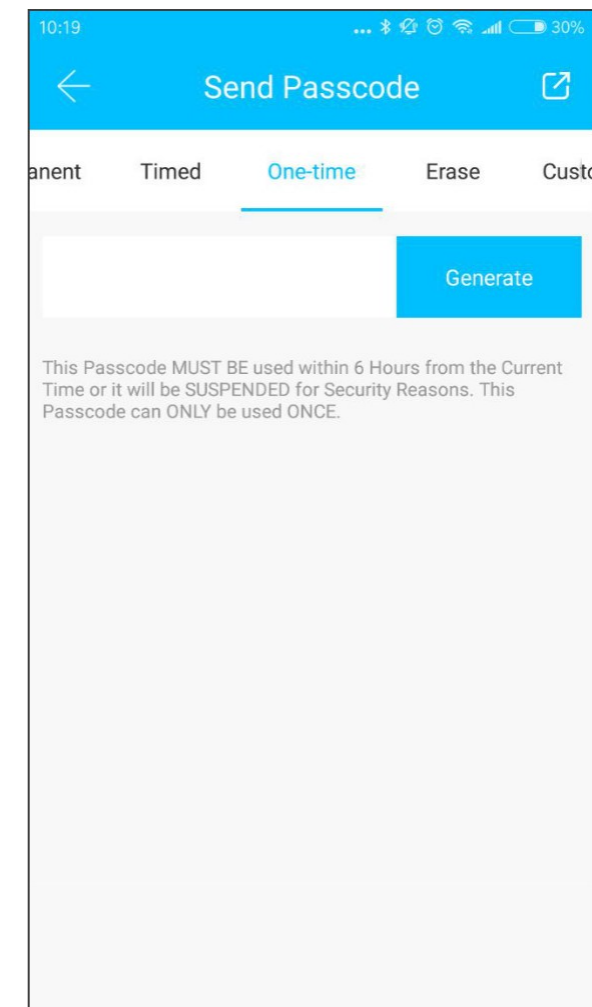 10:19 30%
Send Passcode
anent Timed One-time Erase Custo
Generate
This Passcode MUST BE used within 6 Hours from the Current
Time or it will be SUSPENDED for Security Reasons. This
Passcode can ONLY be used ONCE.